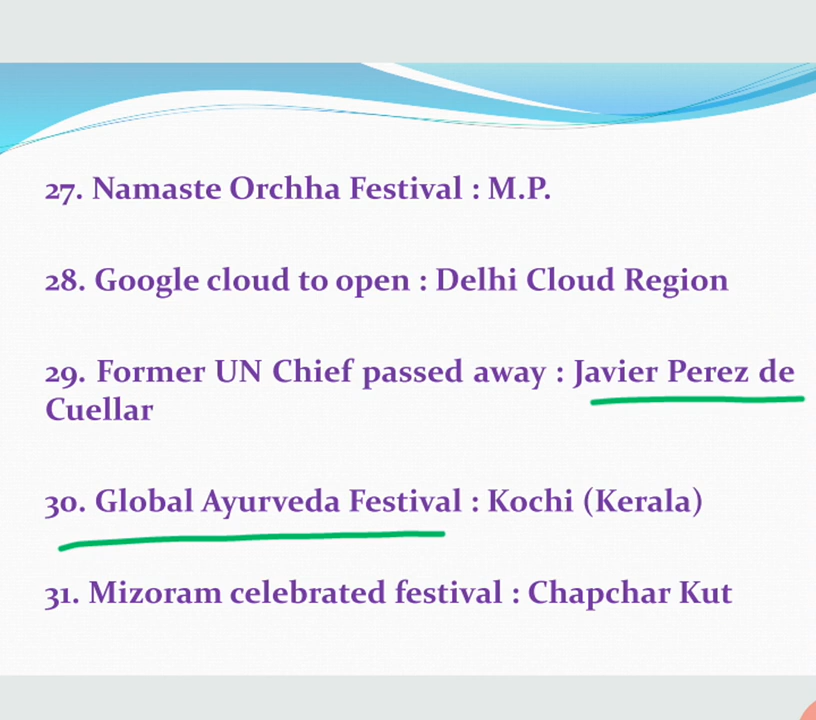 27. Namaste Orchha Festival : M.P.
28. Google cloud to open : Delhi Cloud Region
29. Former UN Chief passed away : Javier Perez de
Cuellar
30. Global Ayurveda Festival : Kochi (Kerala)
31. Mizoram celebrated festival : Chapchar Kut